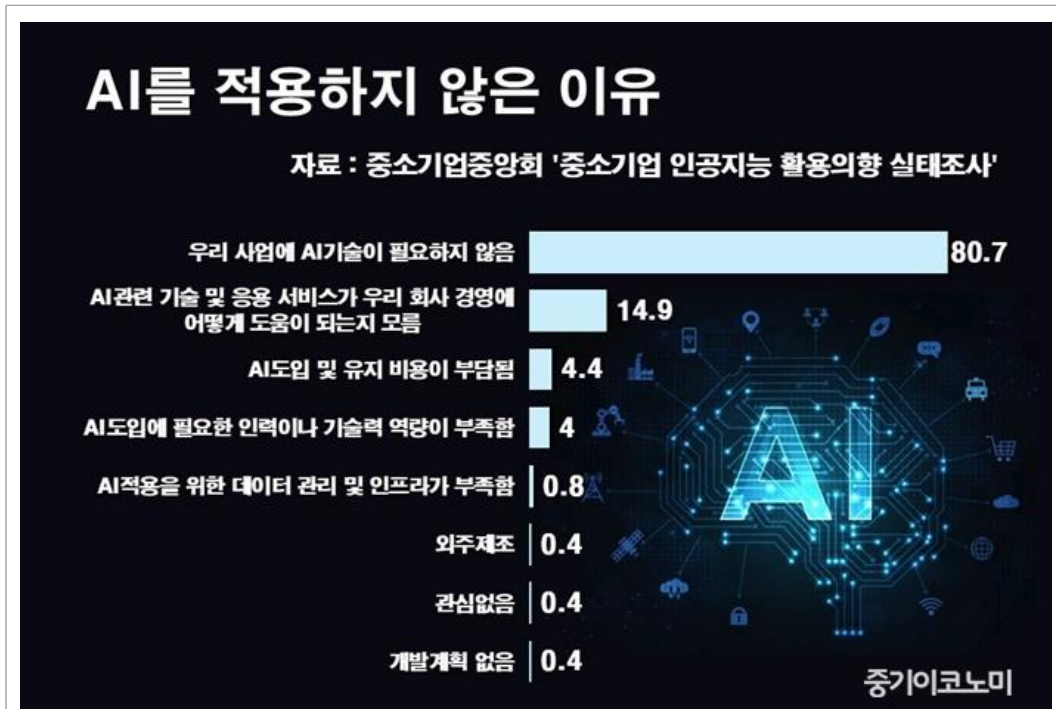 AI를 적용하지 않은 이유
자료 : 중소기업중앙회 '중소기업 인공지능 활용의향 실태조사'
우리 사업에 AI기술이 필요하지 않음 80.7
AI관련 기술 및 응용 서비스가 우리 회사 경영에
어떻게 도움이 되는지 모름 14.9
AI도입 및 유지 비용이 부담됨 4.4
AI도입에 필요한 인력이나 기술력 역량이 부족함 4
AI적용을 위한 데이터 관리 및 인프라가 부족함 0.8
외주제조 0.4
관심없음 0.4
개발계획 없음 0.4
AI
중기이코노미